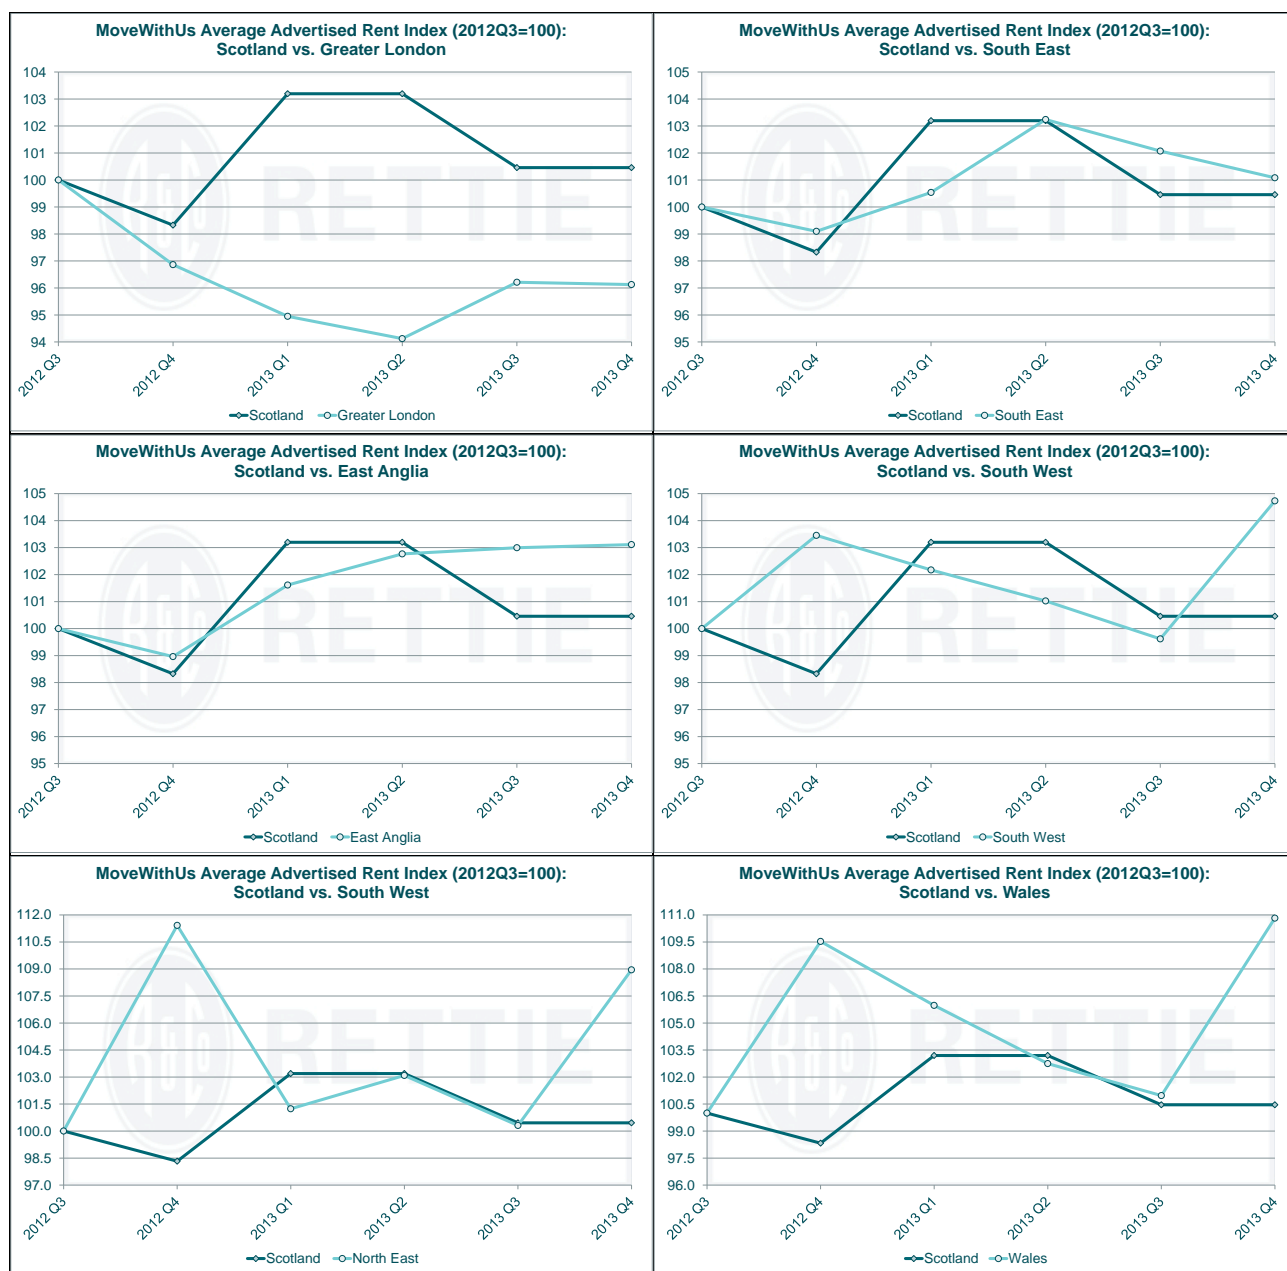 MoveWithUs Average Advertised Rent Index (2012Q3=100):
Scotland vs. Greater London
104
103
102
101
100
99
98
97
96
95
94
RETTIE
2012 Q3
2012 Q4
2013 Q1
2013 Q2
2013 Q3
2013 Q4
Scotland
Greater London
MoveWithUs Average Advertised Rent Index (2012Q3=100):
Scotland vs. South East
105
104
103
102
101
100
99
98
97
96
95
RETTIE
2012 Q3
2012 Q4
2013 Q1
2013 Q2
2013 Q3
2013 Q4
Scotland
South East
MoveWithUs Average Advertised Rent Index (2012Q3=100):
Scotland vs. East Anglia
105
104
103
102
101
100
99
98
97
96
95
RETTIE
2012 Q3
2012 Q4
2013 Q1
2013 Q2
2013 Q3
2013 Q4
Scotland
East Anglia
MoveWithUs Average Advertised Rent Index (2012Q3=100):
Scotland vs. South West
105
104
103
102
101
100
99
98
97
96
95
RETTIE
2012 Q3
2012 Q4
2013 Q1
2013 Q2
2013 Q3
2013 Q4
Scotland
South West
MoveWithUs Average Advertised Rent Index (2012Q3=100):
Scotland vs. South West
112.0
110.5
109.0
107.5
106.0
104.5
103.0
101.5
100.0
98.5
97.0
RETTIE
2012 Q3
2012 Q4
2013 Q1
2013 Q2
2013 Q3
2013 Q4
Scotland
North East
MoveWithUs Average Advertised Rent Index (2012Q3=100):
Scotland vs. Wales
111.0
109.5
108.0
106.5
105.0
103.5
102.0
100.5
99.0
97.5
96.0
RETTIE
2012 Q3
2012 Q4
2013 Q1
2013 Q2
2013 Q3
2013 Q4
Scotland
Wales